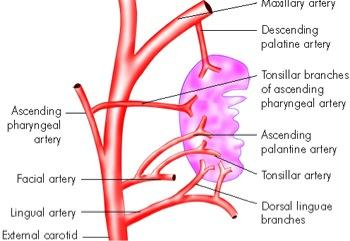 Maxillary artery
Descending
palatine artery
Tonsillar branches
of ascending
pharyngeal artery
Ascending
pharyngeal
artery
Ascending
palantine artery
Facial artery
Tonsillar artery
Lingual artery
Dorsal linguae
branches
External carotid